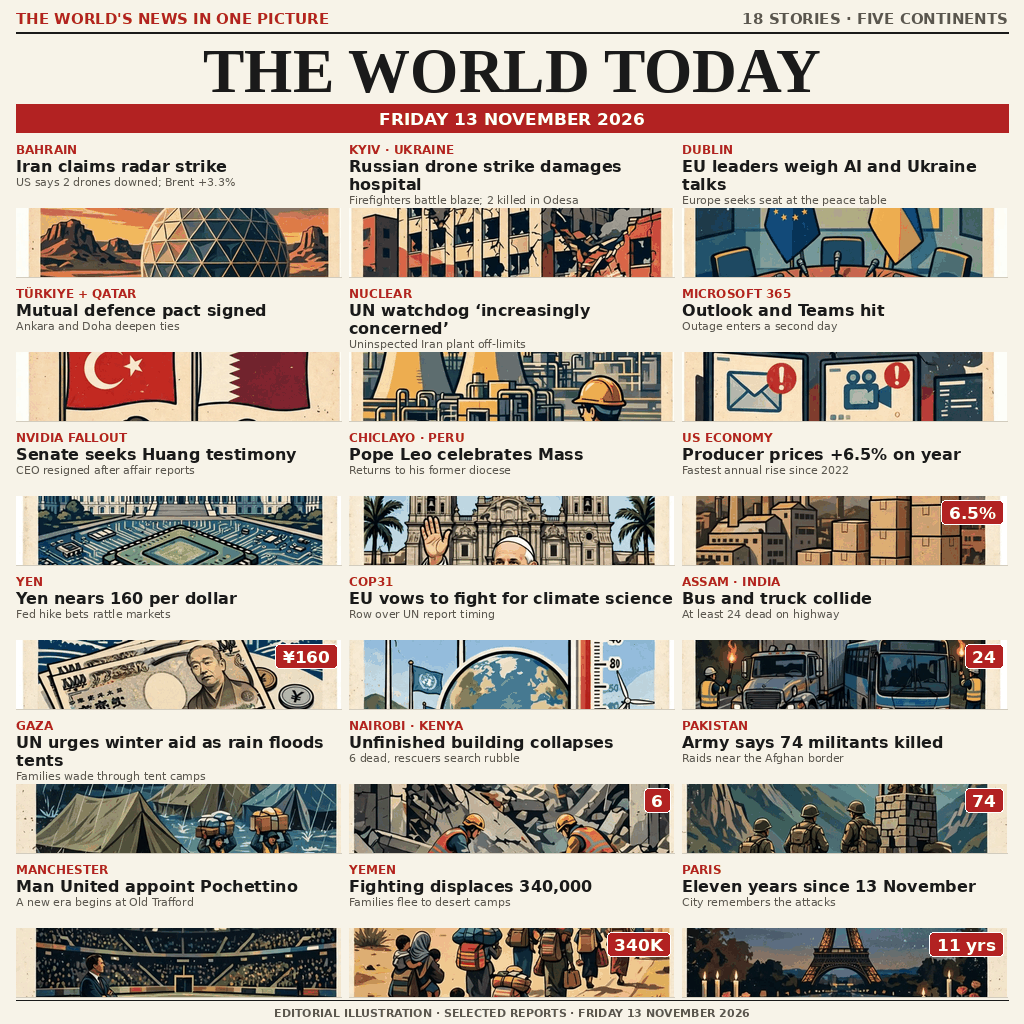 THE WORLD'S NEWS IN ONE PICTURE
18 STORIES · FIVE CONTINENTS
THE WORLD TODAY
FRIDAY 13 NOVEMBER 2026
BAHRAIN
Iran claims radar strike
US says 2 drones downed; Brent +3.3%
KYIV · UKRAINE
Russian drone strike damages
hospital
Firefighters battle blaze; 2 killed in Odesa
DUBLIN
EU leaders weigh AI and Ukraine
talks
Europe seeks seat at the peace table
TÜRKIYE + QATAR
Mutual defence pact signed
Ankara and Doha deepen ties
NUCLEAR
UN watchdog ‘increasingly
concerned’
Uninspected Iran plant off-limits
MICROSOFT 365
Outlook and Teams hit
Outage enters a second day
NVIDIA FALLOUT
Senate seeks Huang testimony
CEO resigned after affair reports
CHICLAYO · PERU
Pope Leo celebrates Mass
Returns to his former diocese
US ECONOMY
Producer prices +6.5% on year
Fastest annual rise since 2022
6.5%
YEN
Yen nears 160 per dollar
Fed hike bets rattle markets
¥160
¥
COP31
EU vows to fight for climate science
Row over UN report timing
80
ASSAM · INDIA
Bus and truck collide
At least 24 dead on highway
24
GAZA
UN urges winter aid as rain floods
tents
Families wade through tent camps
NAIROBI · KENYA
Unfinished building collapses
6 dead, rescuers search rubble
6
PAKISTAN
Army says 74 militants killed
Raids near the Afghan border
74
MANCHESTER
Man United appoint Pochettino
A new era begins at Old Trafford
YEMEN
Fighting displaces 340,000
Families flee to desert camps
340K
PARIS
Eleven years since 13 November
City remembers the attacks
11 yrs
EDITORIAL ILLUSTRATION · SELECTED REPORTS · FRIDAY 13 NOVEMBER 2026